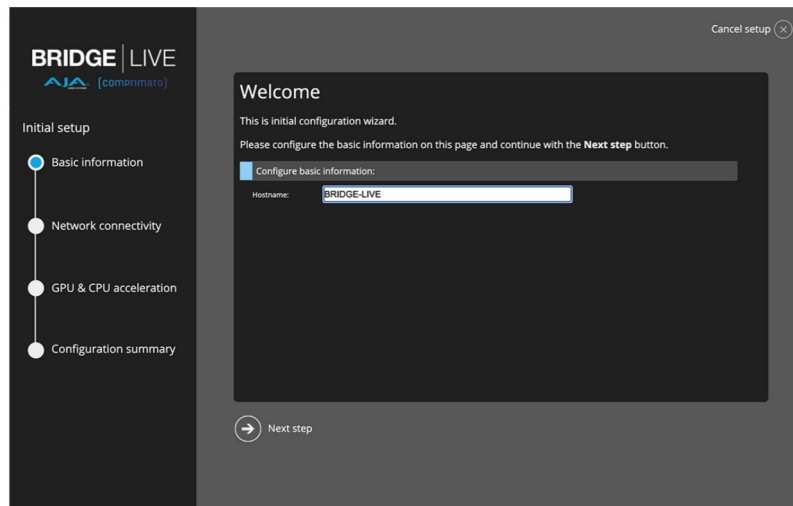 Cancel setup
BRIDGE LIVE
AJA [comprimato]
Initial setup
Basic information
Network connectivity
GPU & CPU acceleration
Configuration summary
Welcome
This is initial configuration wizard.
Please configure the basic information on this page and continue with the Next step button.
Configure basic information:
Hostname: BRIDGE-LIVE
Next step